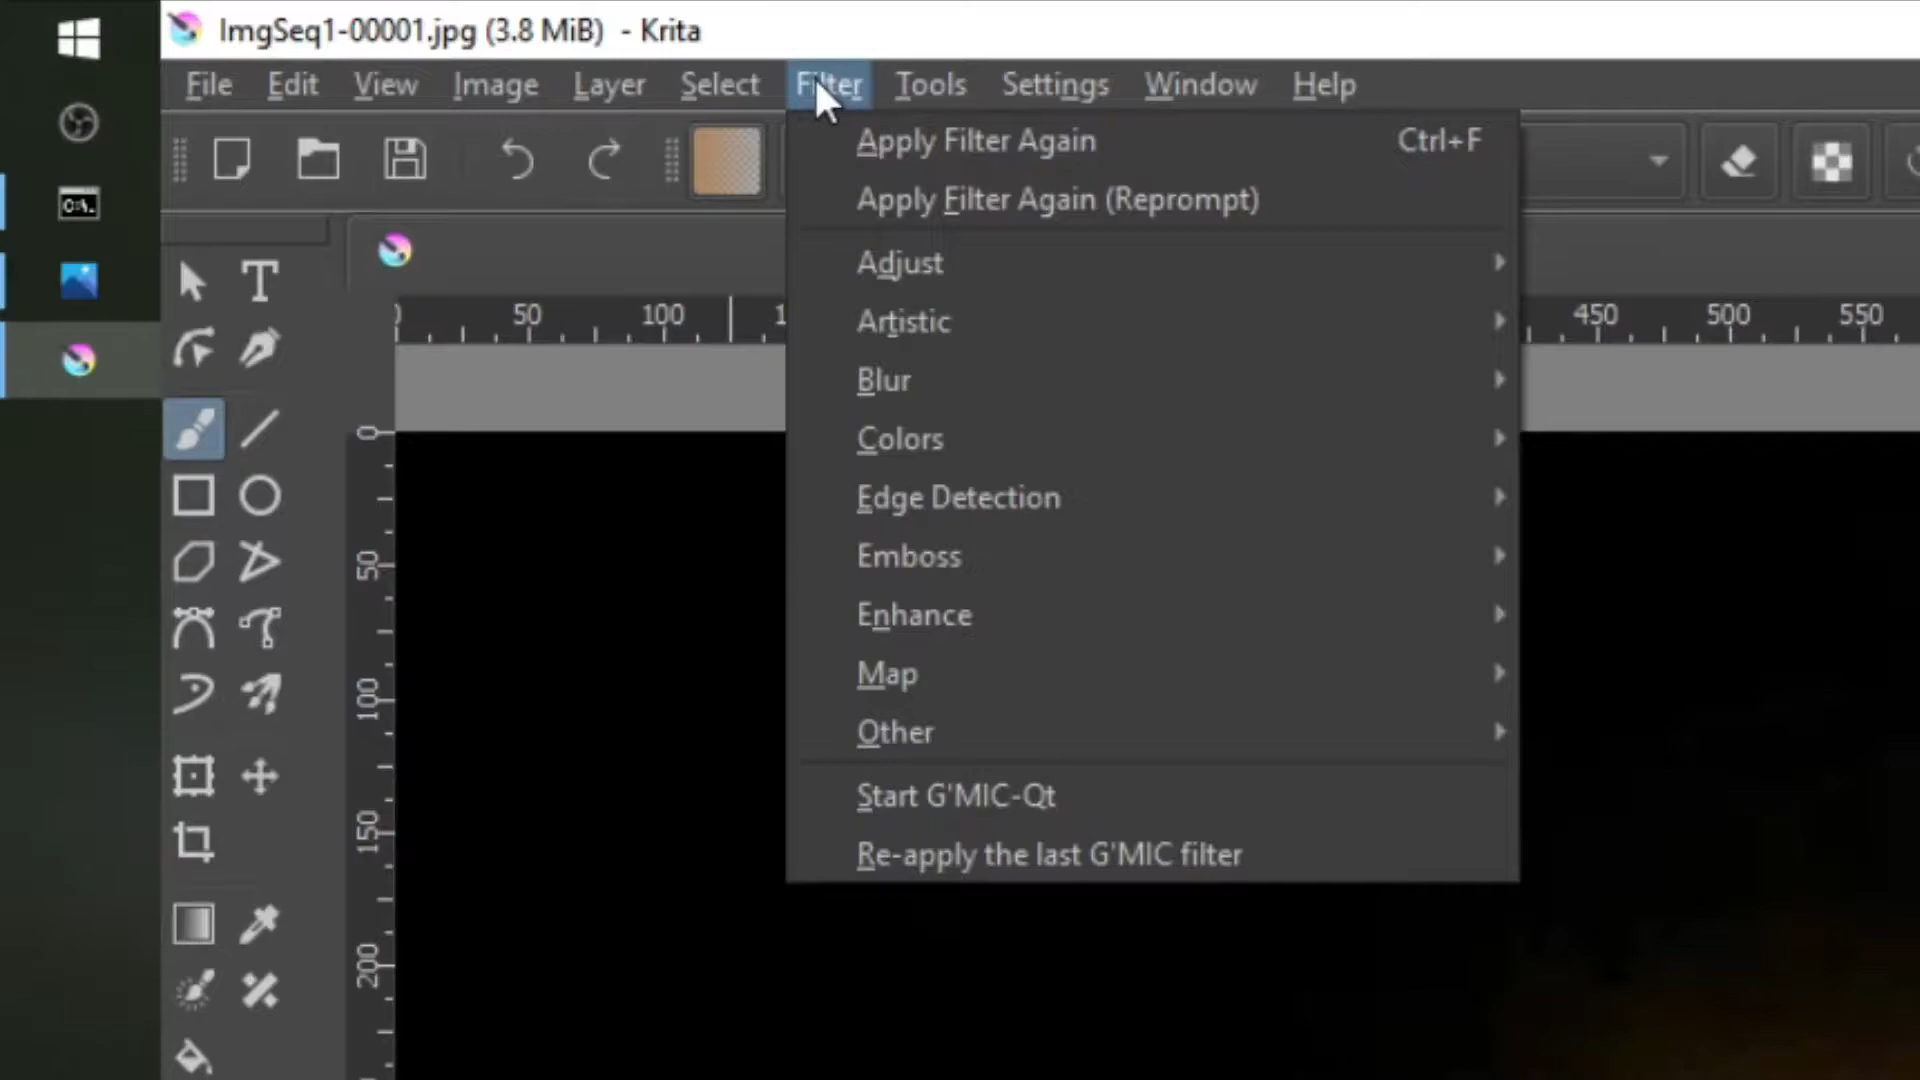 ImgSeq1-00001.jpg (3.8 MiB) - Krita
File Edit View Image Layer Select Filter Tools Settings Window Help
Apply Filter Again Ctrl+F
Apply Filter Again (Reprompt)
Adjust
Artistic
Blur
Colors
Edge Detection
Emboss
Enhance
Map
Other
Start G'MIC-Qt
Re-apply the last G'MIC filter
50 100 450 500 550
0
50
100
150
200
C:\.